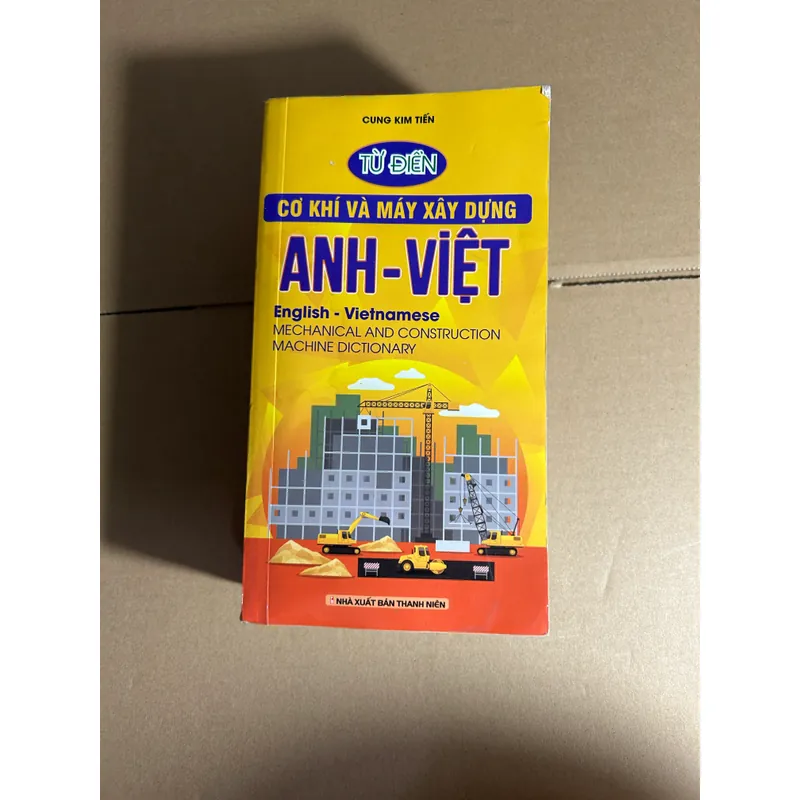 CUNG KIM TIẾN
TỪ ĐIỂN
CƠ KHÍ VÀ MÁY XÂY DỰNG
ANH-VIỆT
English - Vietnamese
MECHANICAL AND CONSTRUCTION
MACHINE DICTIONARY
NHÀ XUẤT BẢN THANH NIÊN